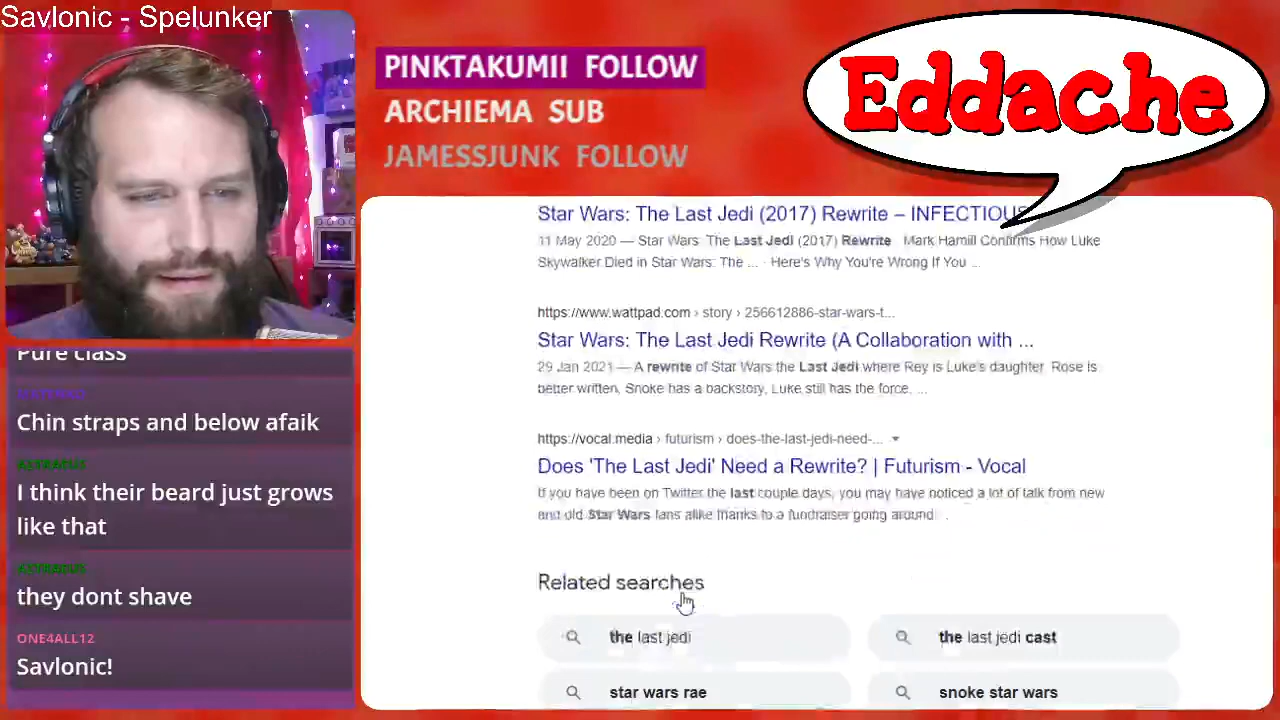 Savlonic - Spelunker
PINKTAKUMII FOLLOW
ARCHIEMA SUB
JAMESSJUNK FOLLOW
Eddache
Star Wars: The Last Jedi (2017) Rewrite – INFECTIOUS
11 May 2020 — Star Wars: The Last Jedi (2017) Rewrite · Mark Hamill Confirms How Luke
Skywalker Died in Star Wars: The ... · Here's Why You're Wrong If You ...
https://www.wattpad.com › story › 256612886-star-wars-t...
Star Wars: The Last Jedi Rewrite (A Collaboration with ...
29 Jan 2021 — A rewrite of Star Wars the Last Jedi where Rey is Luke's daughter, Rose is
better written, Snoke has a backstory, Luke still has the force, ...
https://vocal.media › futurism › does-the-last-jedi-need-...
Does 'The Last Jedi' Need a Rewrite? | Futurism - Vocal
If you have been on Twitter the last couple days, you may have noticed a lot of talk from new
and old Star Wars fans alike thanks to a fundraiser going around ...
Related searches
the last jedi
the last jedi cast
star wars rae
snoke star wars
Pure class
Chin straps and below afaik
I think their beard just grows
like that
they dont shave
ONE4ALL12
Savlonic!